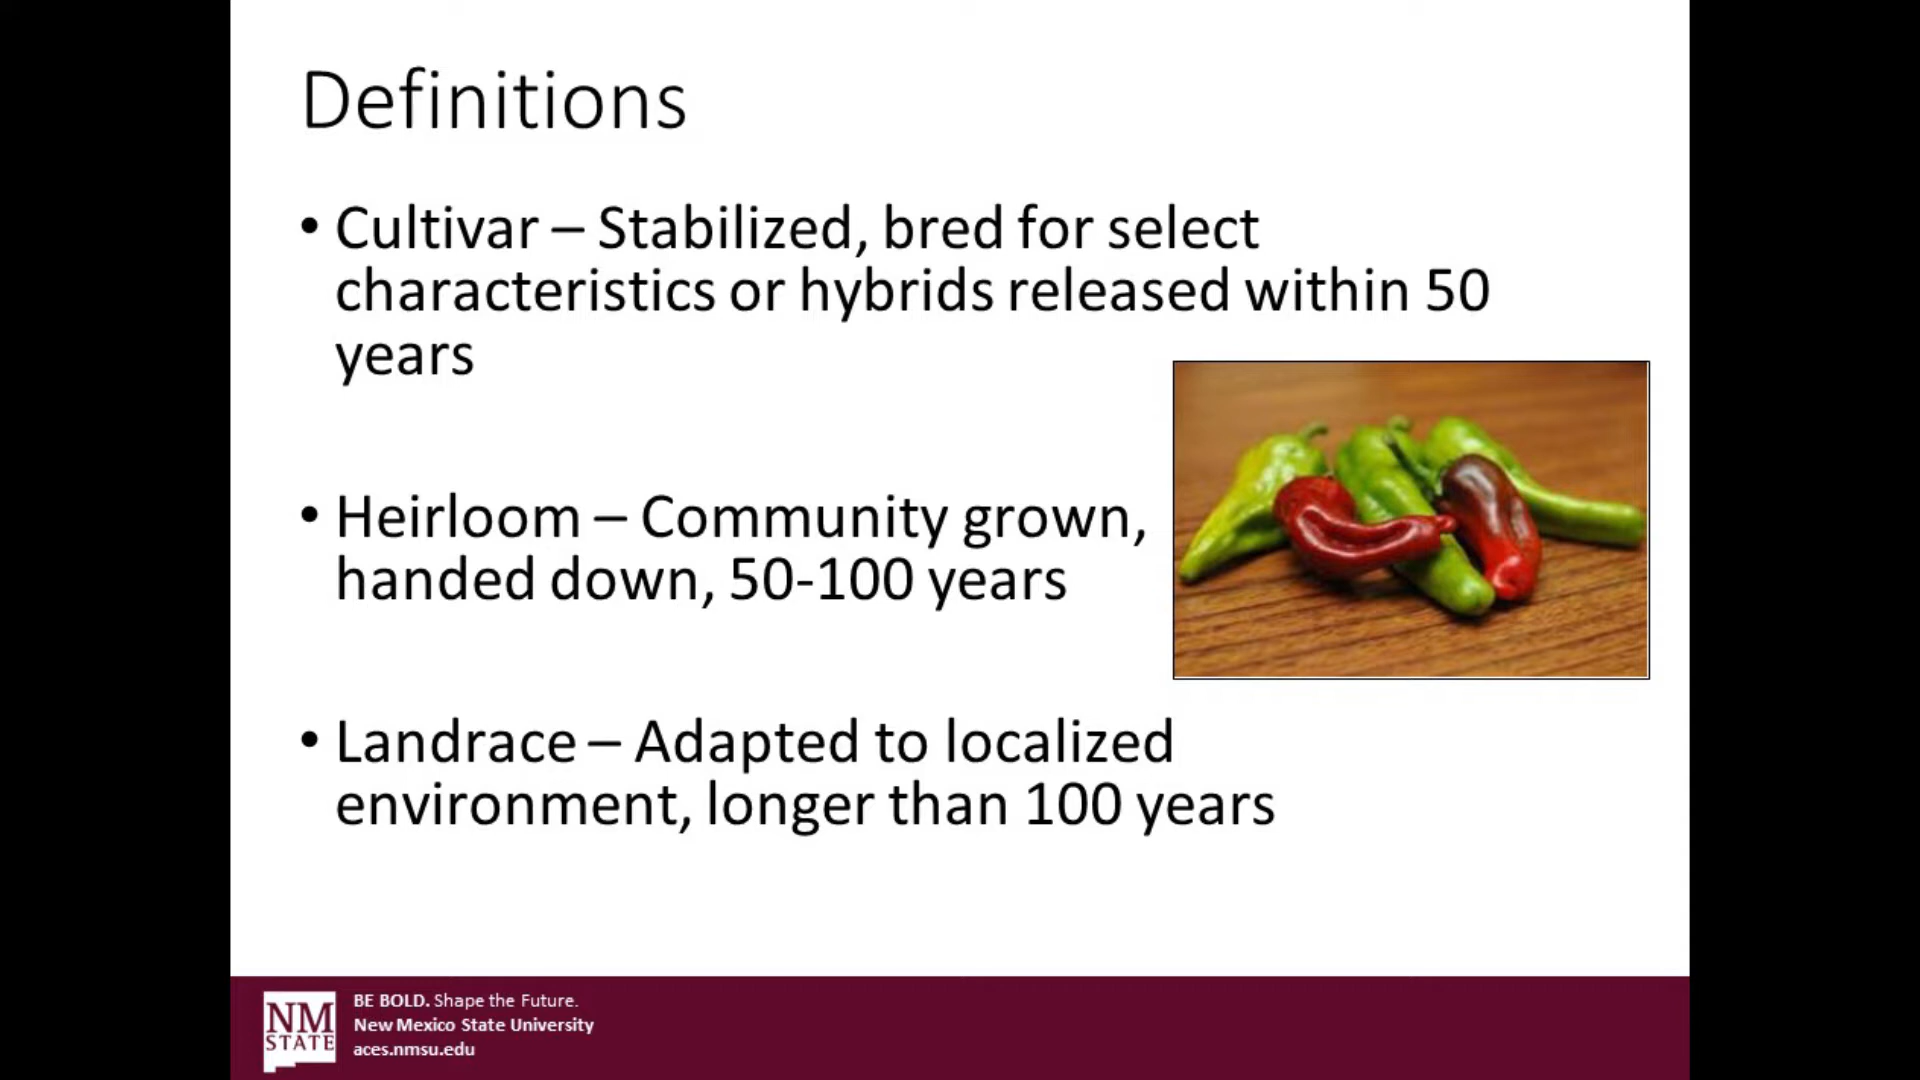 Definitions
• Cultivar – Stabilized, bred for select
characteristics or hybrids released within 50
years
• Heirloom – Community grown,
handed down, 50-100 years
• Landrace – Adapted to localized
environment, longer than 100 years
NM
STATE
BE BOLD. Shape the Future.
New Mexico State University
aces.nmsu.edu